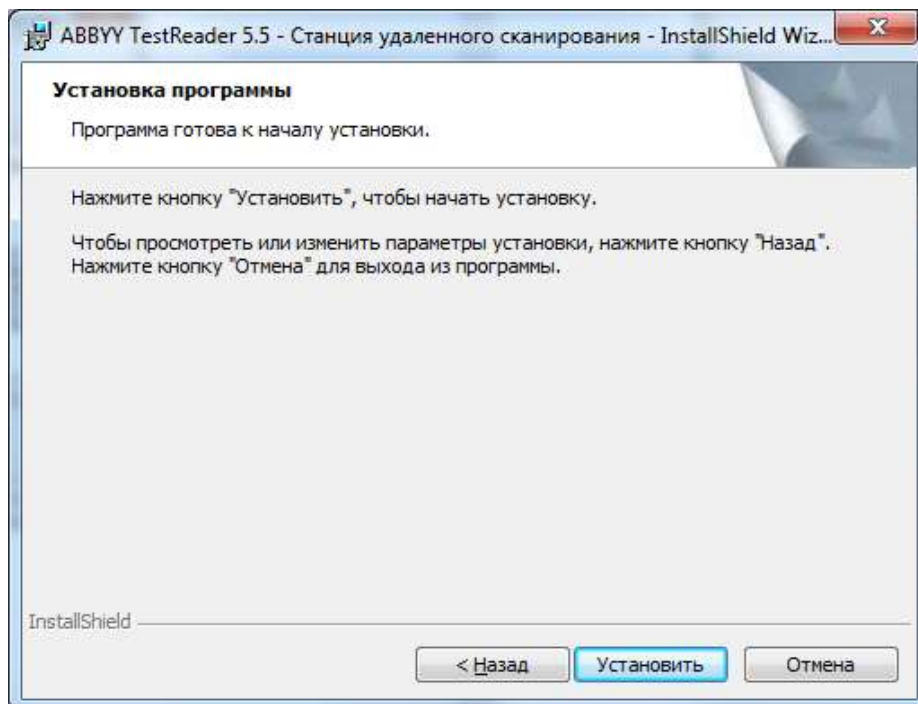 ABBYY TestReader 5.5 - Станция удаленного сканирования - InstallShield Wiz...
Установка программы
Программа готова к началу установки.
Нажмите кнопку "Установить", чтобы начать установку.
Чтобы просмотреть или изменить параметры установки, нажмите кнопку "Назад".
Нажмите кнопку "Отмена" для выхода из программы.
InstallShield
< Назад
Установить
Отмена